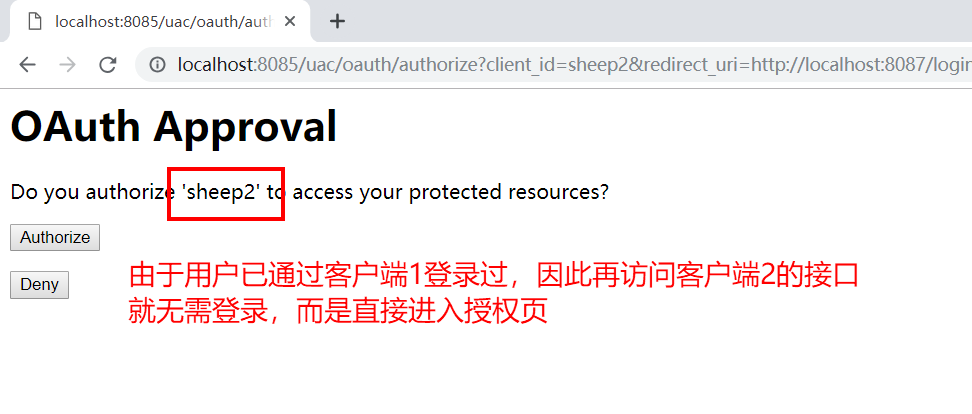 localhost:8085/uac/oauth/auth
localhost:8085/uac/oauth/authorize?client_id=sheep2&redirect_uri=http://localhost:8087/login
OAuth Approval
Do you authorize 'sheep2' to access your protected resources?
Authorize
Deny
由于用户已通过客户端1登录过，因此再访问客户端2的接口
就无需登录，而是直接进入授权页